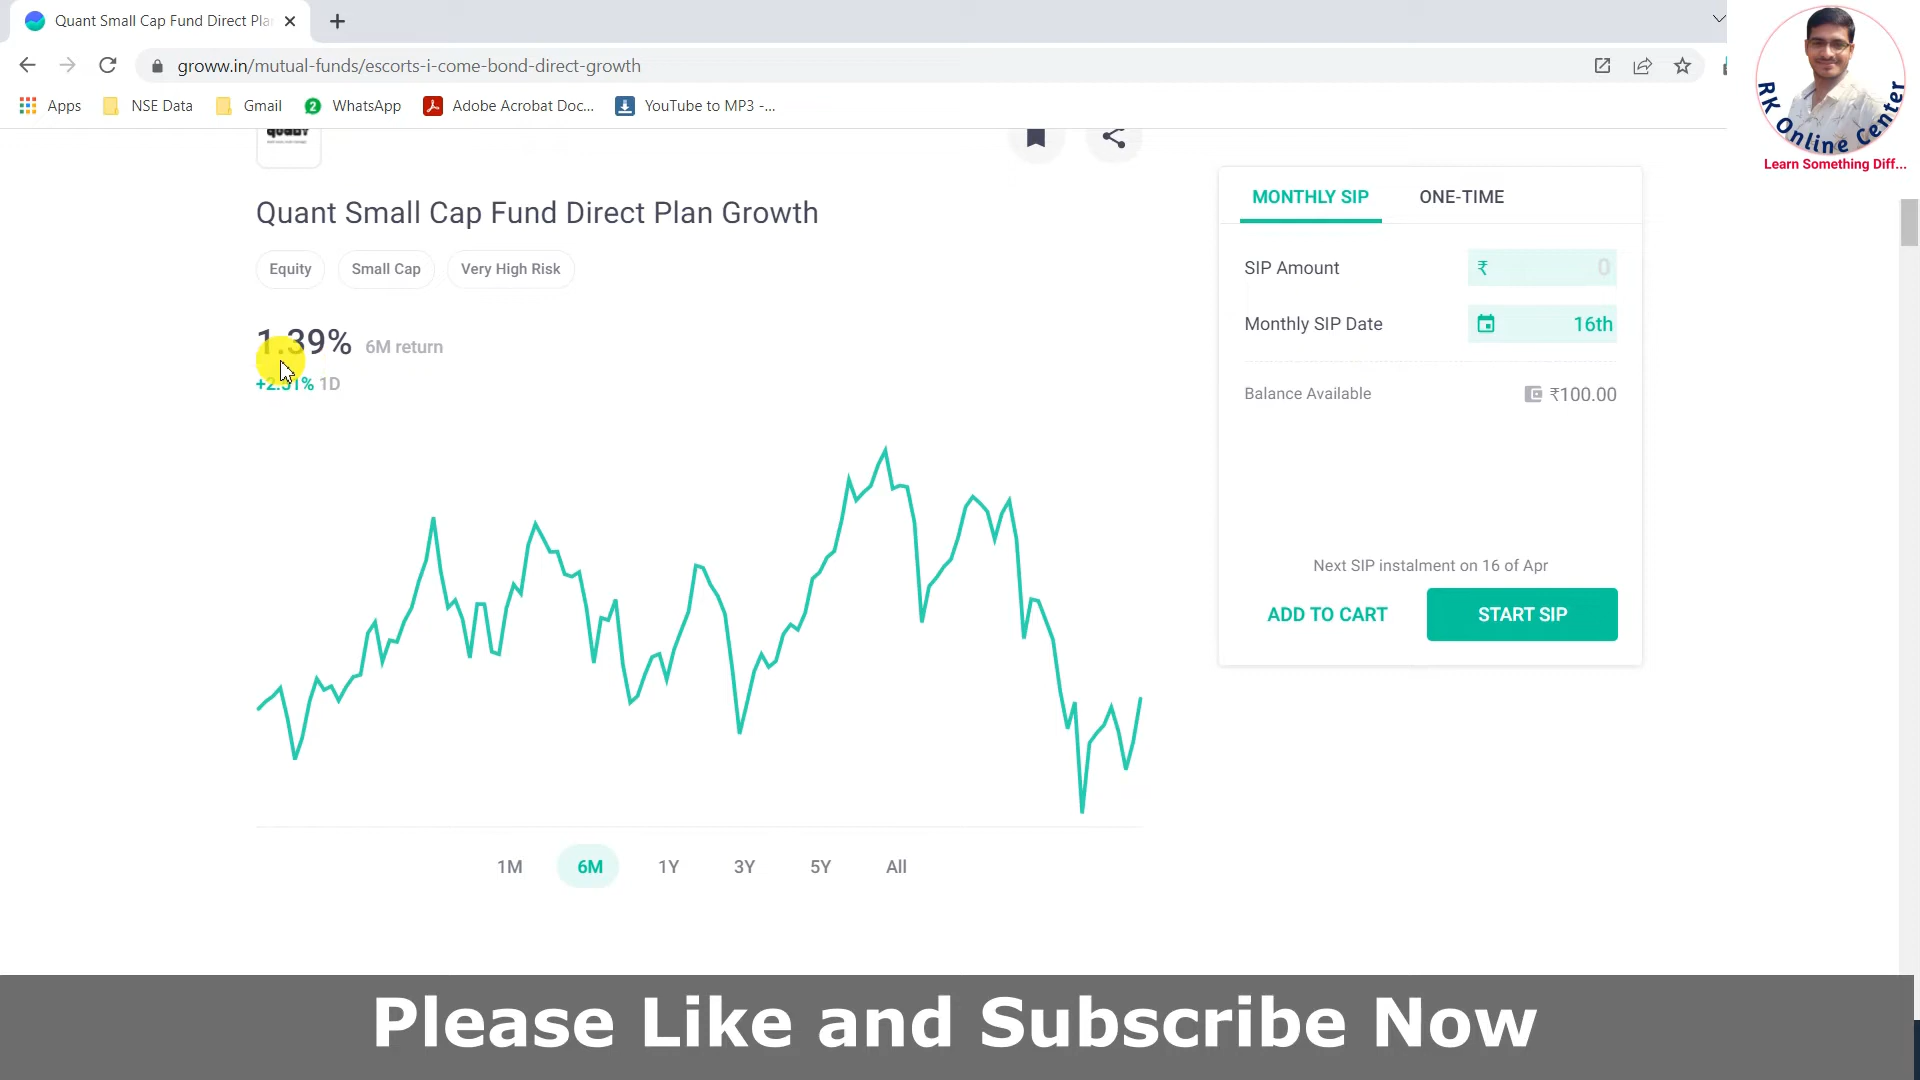 Quant Small Cap Fund Direct Pla
groww.in/mutual-funds/escorts-i-come-bond-direct-growth
Apps
NSE Data
Gmail
2
WhatsApp
Adobe Acrobat Doc...
YouTube to MP3 -...
RK Online Center
Learn Something Diff...
quant
Quant Small Cap Fund Direct Plan Growth
Equity
Small Cap
Very High Risk
1.39% 6M return
1D
MONTHLY SIP
ONE-TIME
SIP Amount
₹ 0
Monthly SIP Date
16th
Balance Available
₹100.00
Next SIP instalment on 16 of Apr
ADD TO CART
START SIP
1M
6M
1Y
3Y
5Y
All
Please Like and Subscribe Now